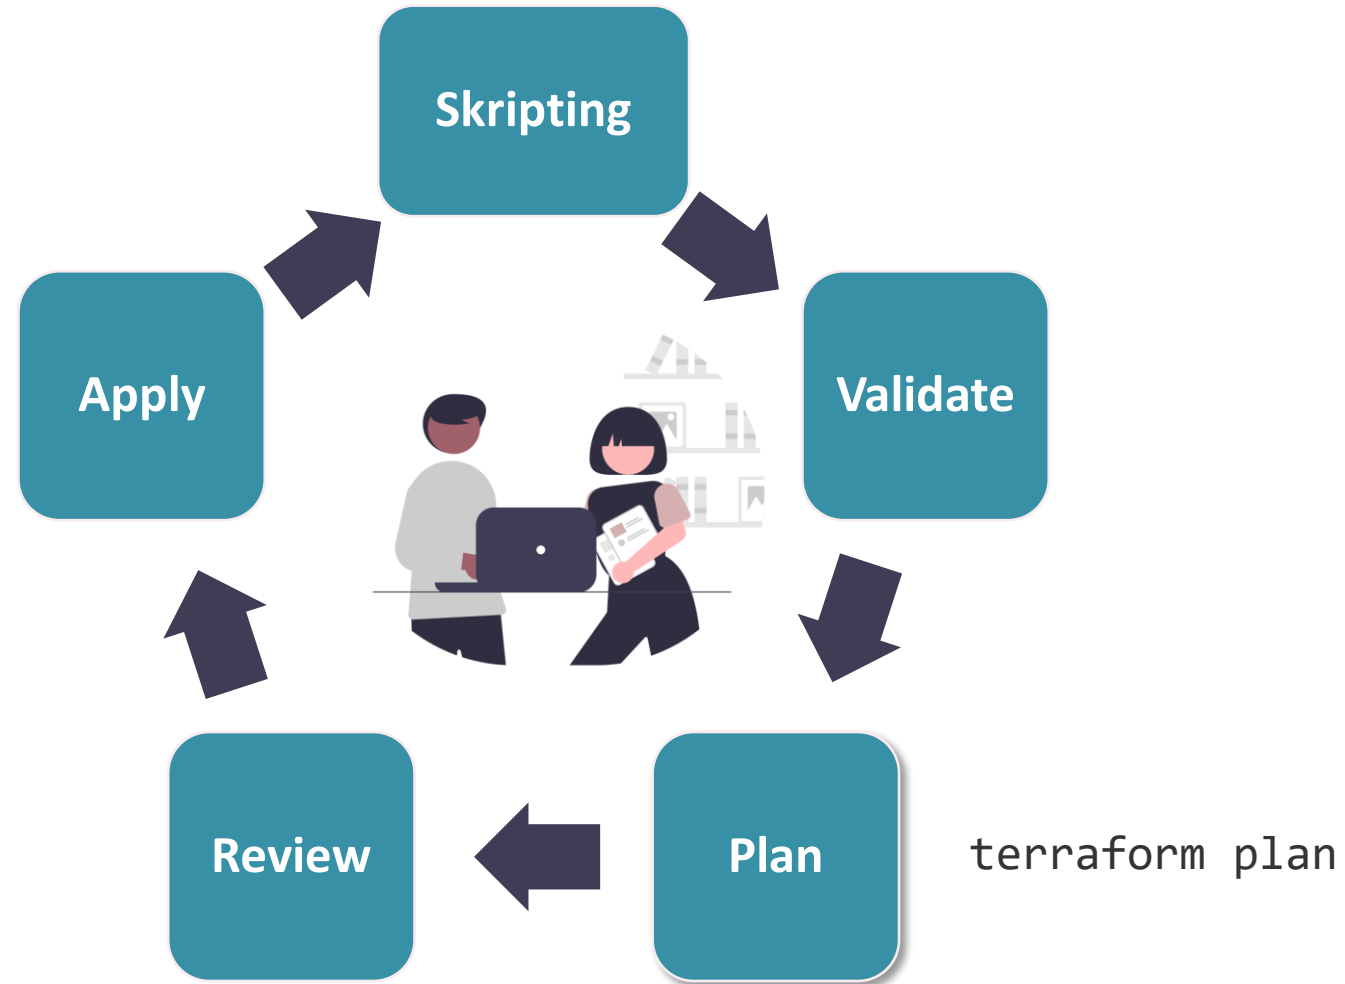 Skripting
Apply
Validate
Review
Plan
terraform plan